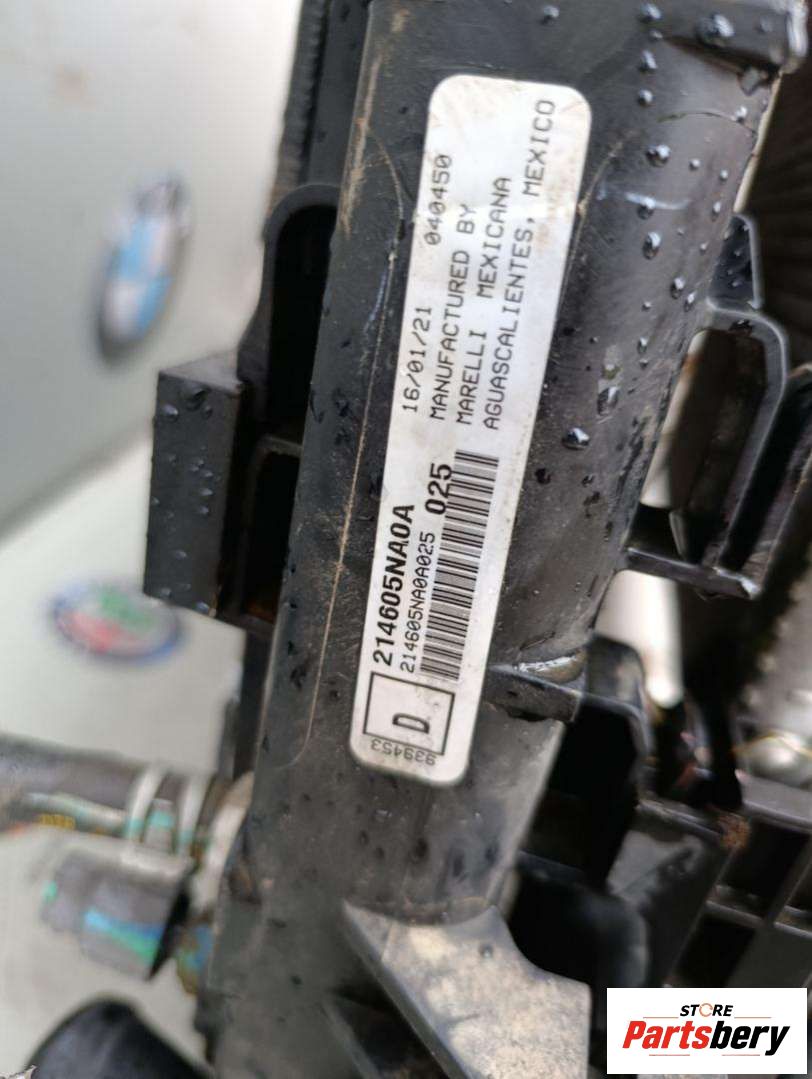 16/01/21 040450
MANUFACTURED BY
MARELLI MEXICANA
AGUASCALIENTES, MEXICO
214605NA0A 025
214605NA0A025
D
939453
STORE
Partsbery